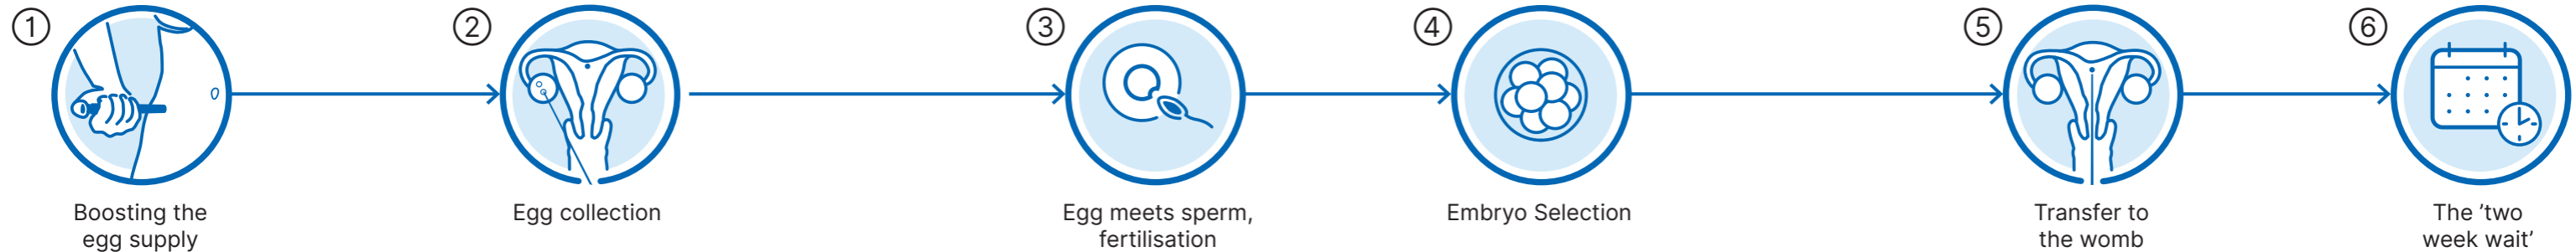 ①
Boosting the
egg supply
②
Egg collection
③
Egg meets sperm,
fertilisation
④
Embryo Selection
⑤
Transfer to
the womb
⑥
The ’two
week wait’